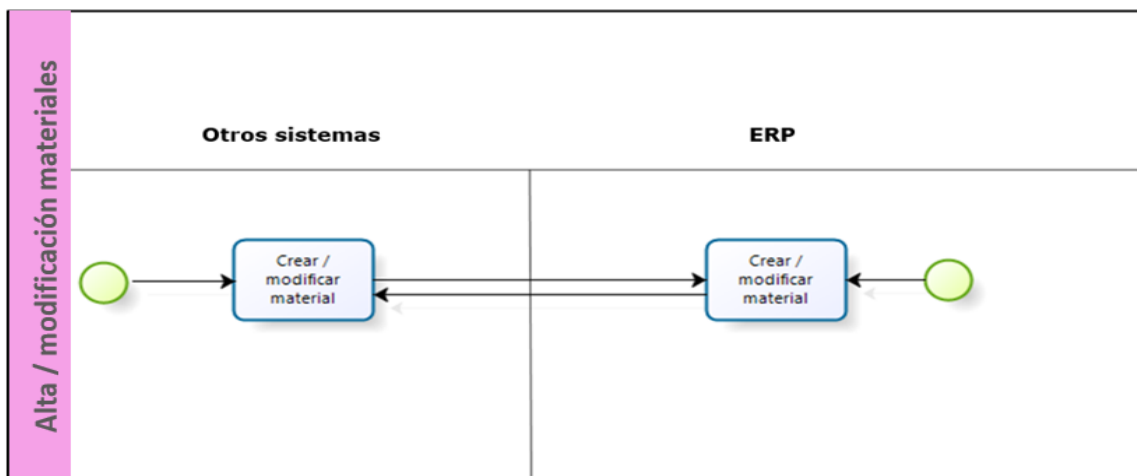 Alta / modificación materiales
Otros sistemas
ERP
Crear /
modificar
material
Crear /
modificar
material